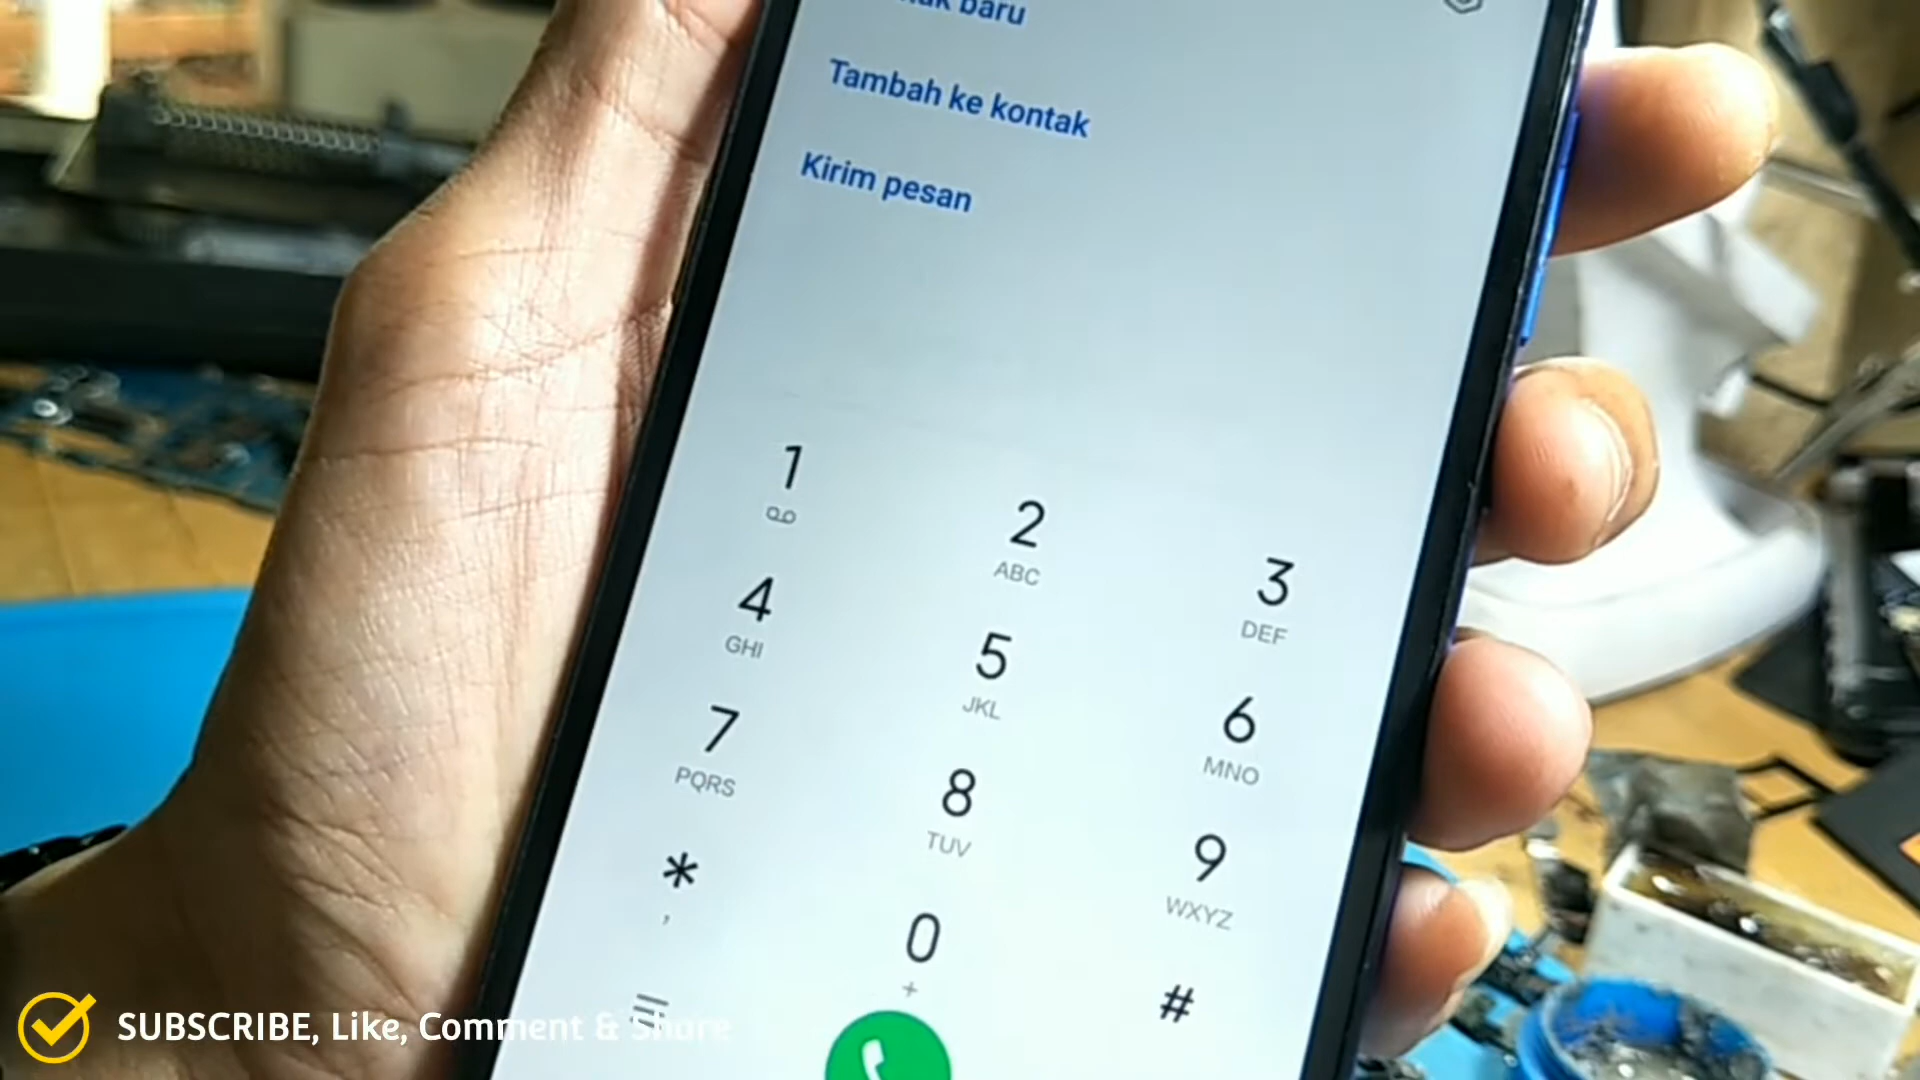 baru
Tambah ke kontak
Kirim pesan
1
2
ABC
3
DEF
4
GHI
5
JKL
6
MNO
7
PQRS
8
TUV
9
WXYZ
*
,
0
+
#
SUBSCRIBE, Like, Comment & Share